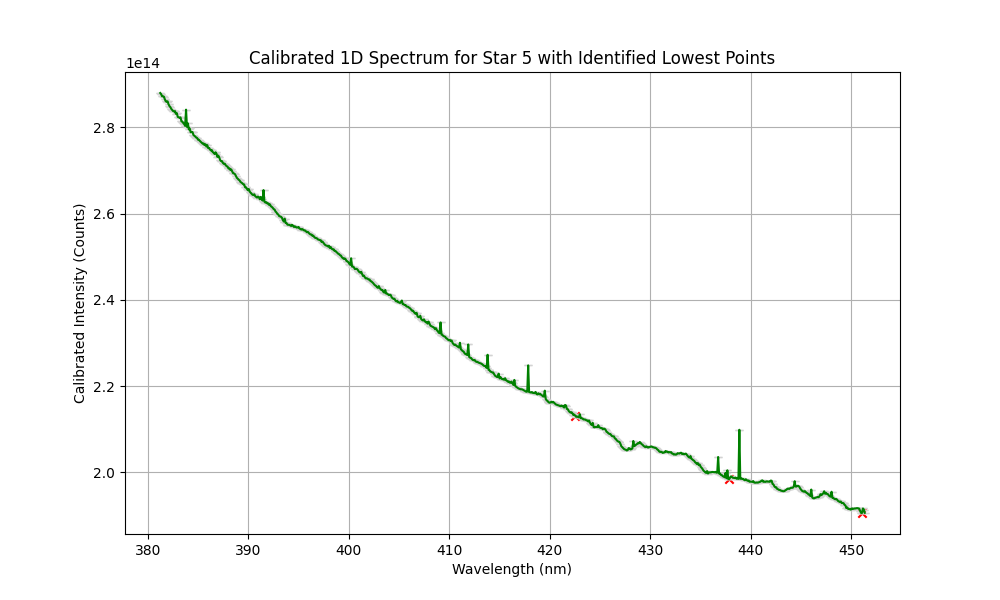 Calibrated 1D Spectrum for Star 5 with Identified Lowest Points
1e14
2.8
2.6
2.4
2.2
2.0
Calibrated Intensity (Counts)
380 390 400 410 420 430 440 450
Wavelength (nm)